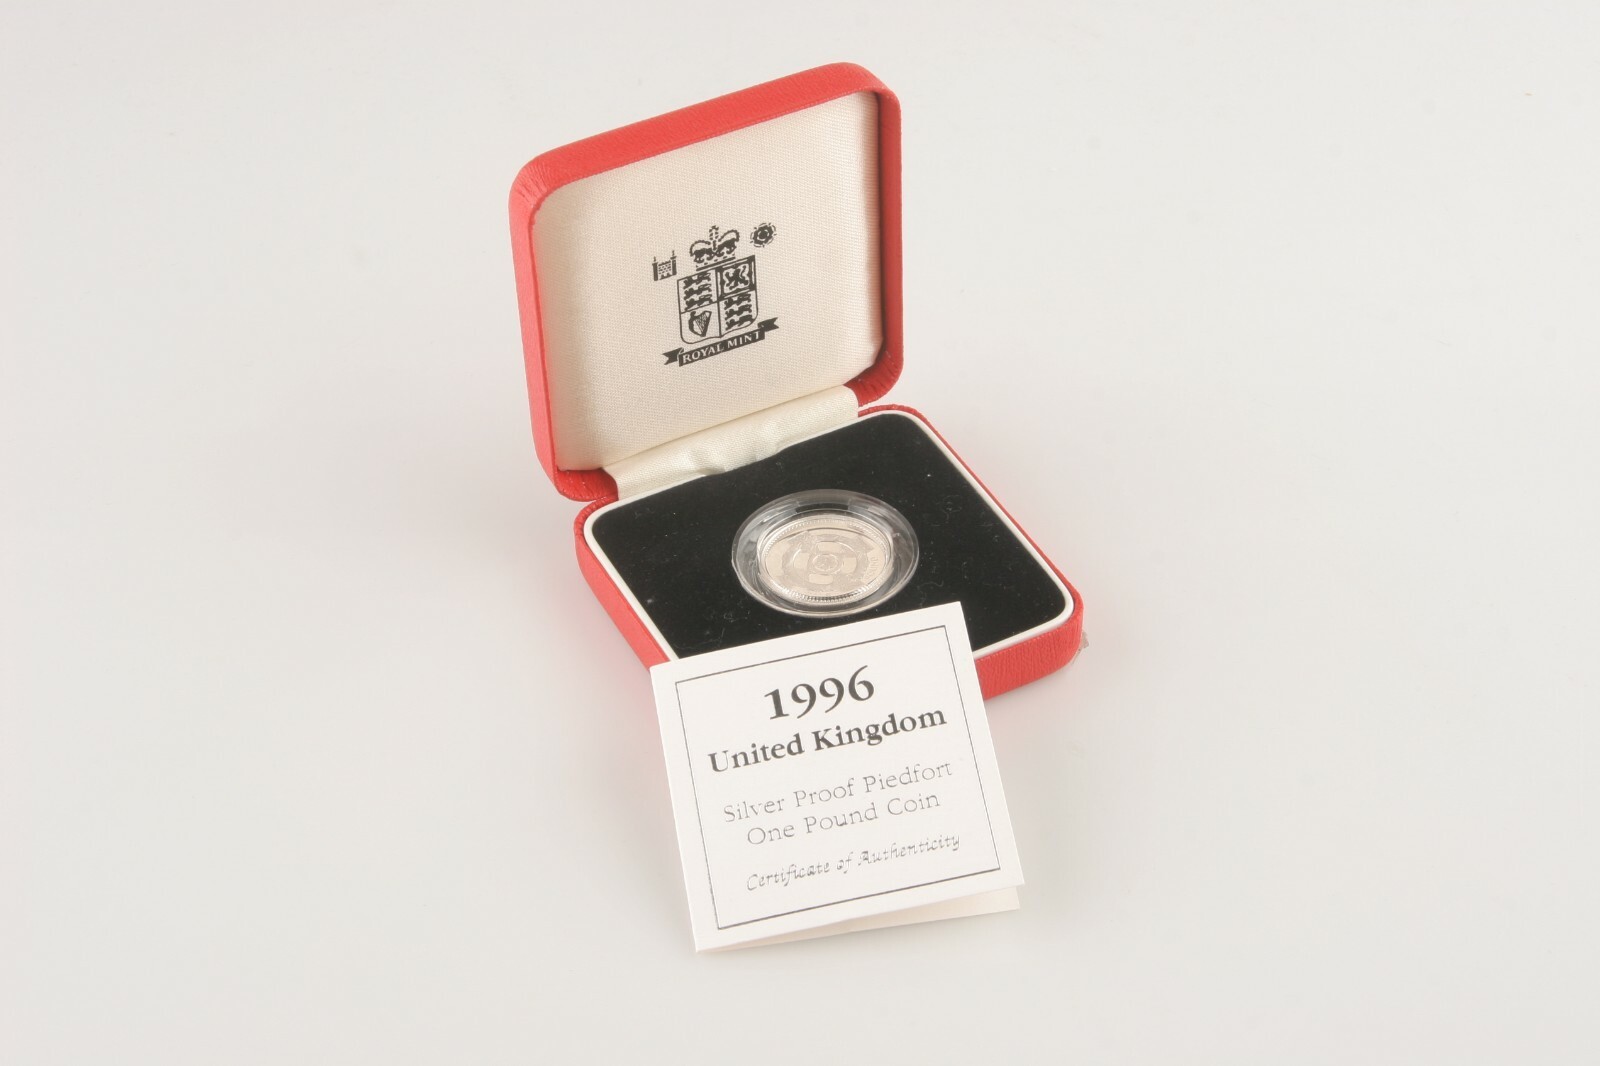 ROYAL MINT
1996
United Kingdom
Silver Proof Piedfort
One Pound Coin
Certificate of Authenticity